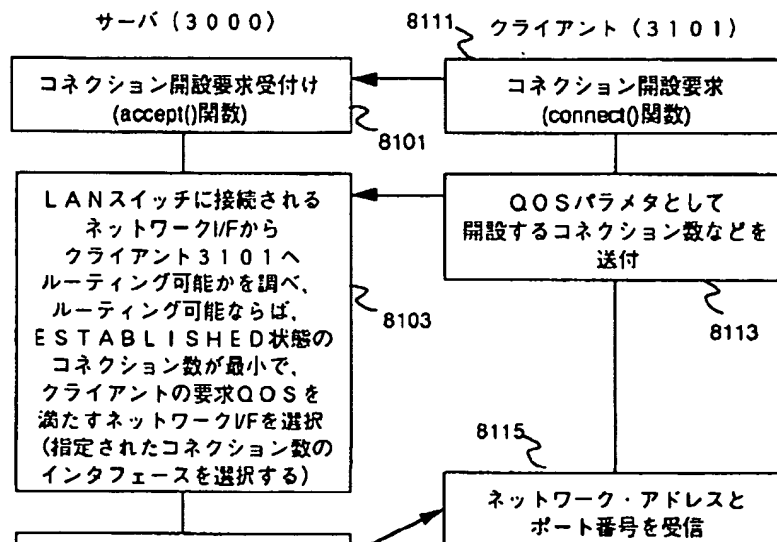 サーバ（３０００）
8111
クライアント（３１０１）
コネクション開設要求受付け
(accept()関数)
8101
コネクション開設要求
(connect()関数)
ＬＡＮスイッチに接続される
ネットワークI/Fから
クライアント３１０１へ
ルーティング可能かを調べ、
ルーティング可能ならば、
ＥＳＴＡＢＬＩＳＨＥＤ状態の
コネクション数が最小で、
クライアントの要求ＱＯＳを
満たすネットワークI/Fを選択
（指定されたコネクション数の
インタフェースを選択する）
8103
ＱＯＳパラメタとして
開設するコネクション数などを
送付
8113
8115
ネットワーク・アドレスと
ポート番号を受信